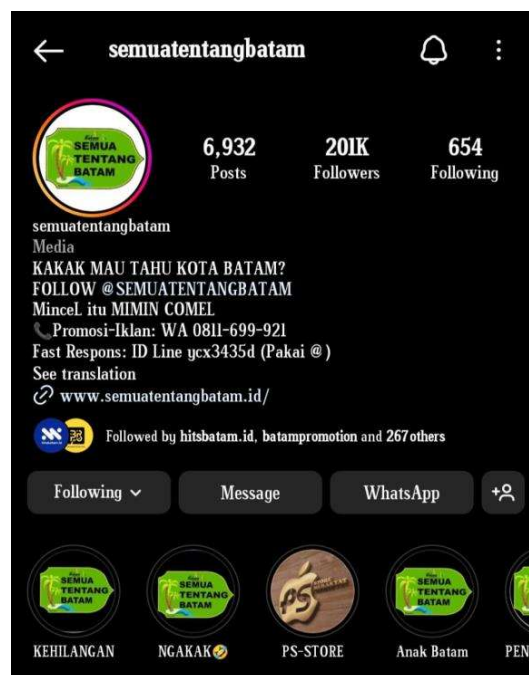 semuatentangbatam
SEMUA
TENTANG
BATAM
6,932
Posts
201K
Followers
654
Following
semuatentangbatam
Media
KAKAK MAU TAHU KOTA BATAM?
FOLLOW @SEMUATENTANGBATAM
MinceL itu MIMIN COMEL
📞Promosi-Iklan: WA 0811-699-921
Fast Respons: ID Line ycx3435d (Pakai @)
See translation
www.semuatentangbatam.id/
Followed by hitsbatam.id, batampromotion and 267 others
Following
Message
WhatsApp
SEMUA
TENTANG
BATAM
SEMUA
TENTANG
BATAM
PS
SEMUA
TENTANG
BATAM
KEHILANGAN
NGAKAK🤣
PS-STORE
Anak Batam
PEN